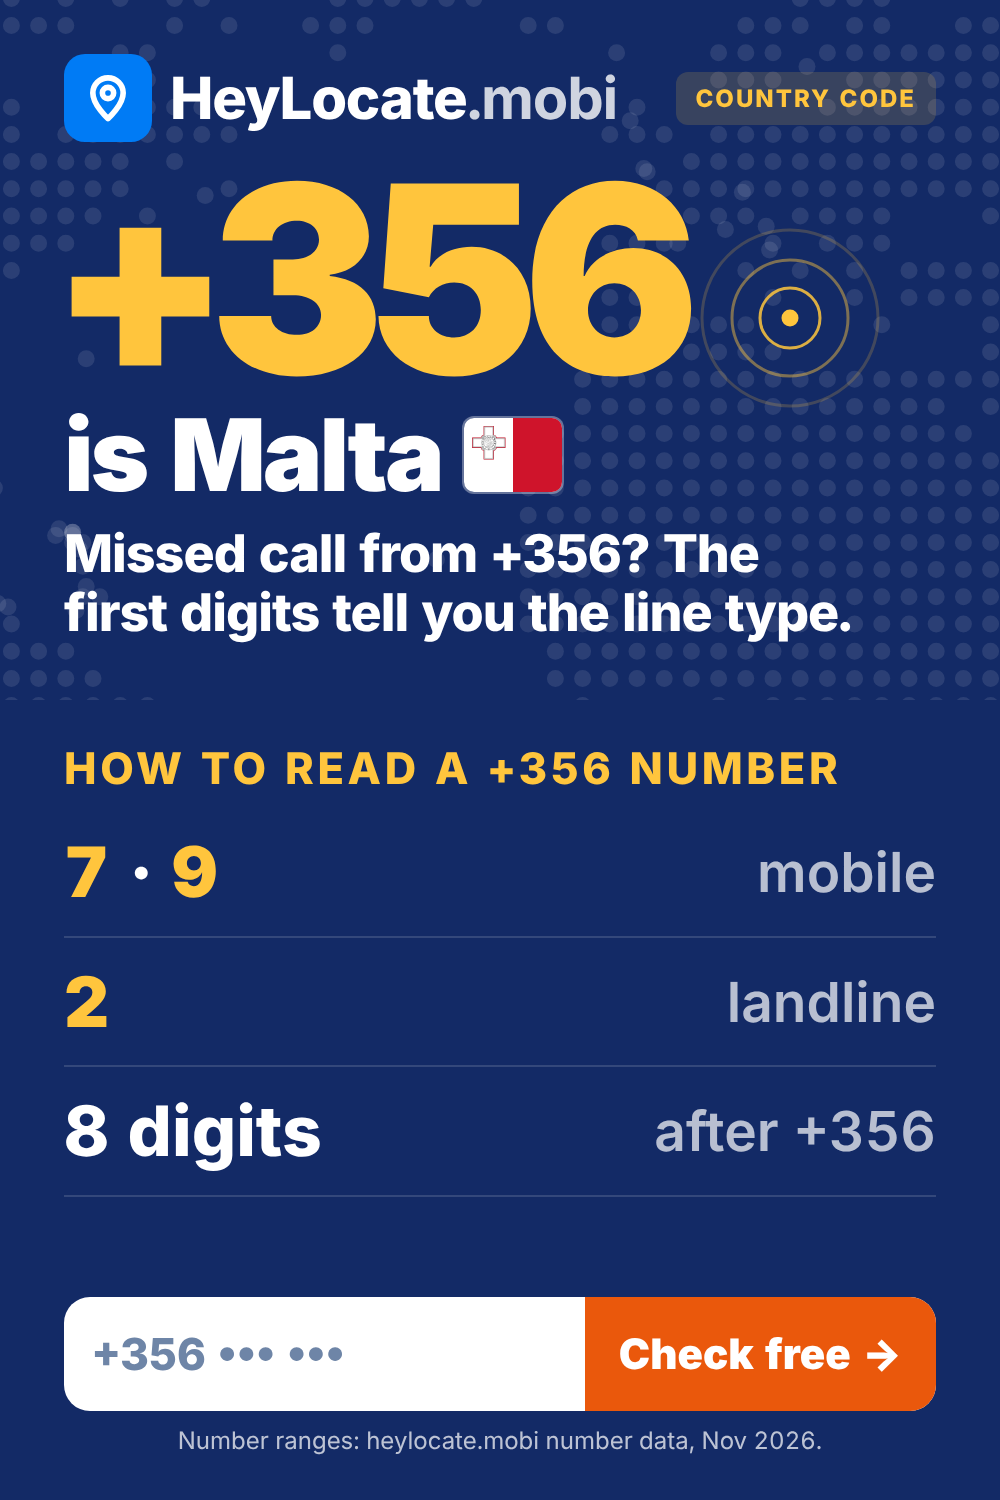 HeyLocate.mobi
COUNTRY CODE
+356
is Malta
Missed call from +356? The
first digits tell you the line type.
HOW TO READ A +356 NUMBER
7 · 9 mobile
2 landline
8 digits after +356
+356 ••• •••
Check free →
Number ranges: heylocate.mobi number data, Nov 2026.